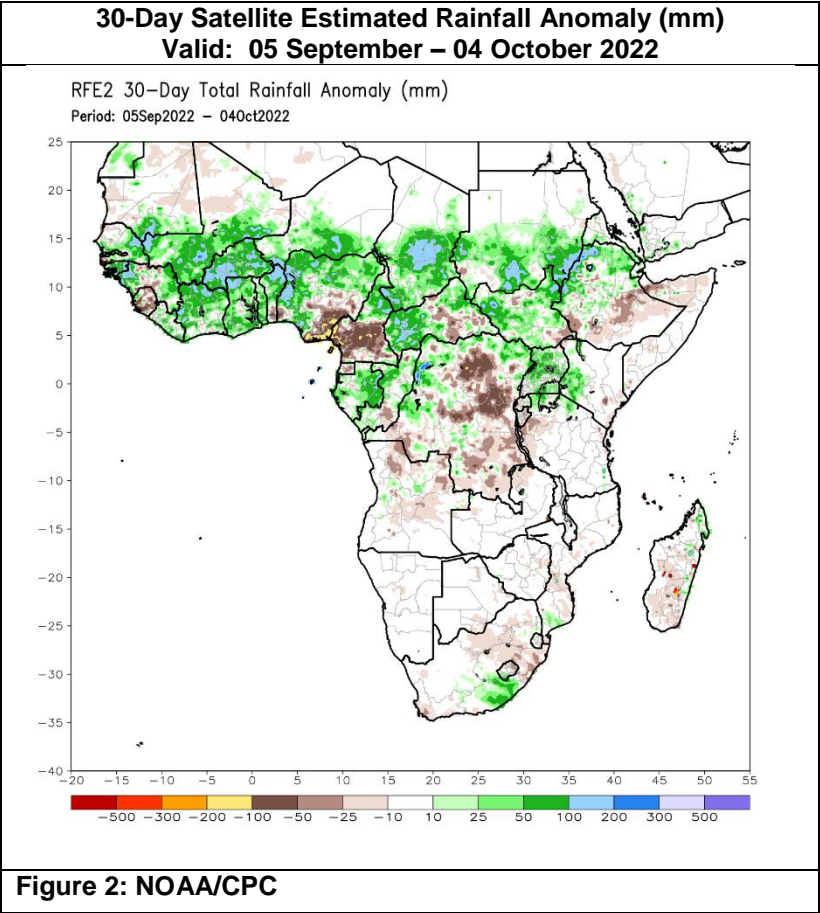 30-Day Satellite Estimated Rainfall Anomaly (mm)
Valid: 05 September – 04 October 2022
RFE2 30-Day Total Rainfall Anomaly (mm)
Period: 05Sep2022 - 04Oct2022
25
20
15
10
5
0
-5
-10
-15
-20
-25
-30
-35
-40
-20 -15 -10 -5 0 5 10 15 20 25 30 35 40 45 50 55
-500 -300 -200 -100 -50 -25 -10 10 25 50 100 200 300 500
Figure 2: NOAA/CPC